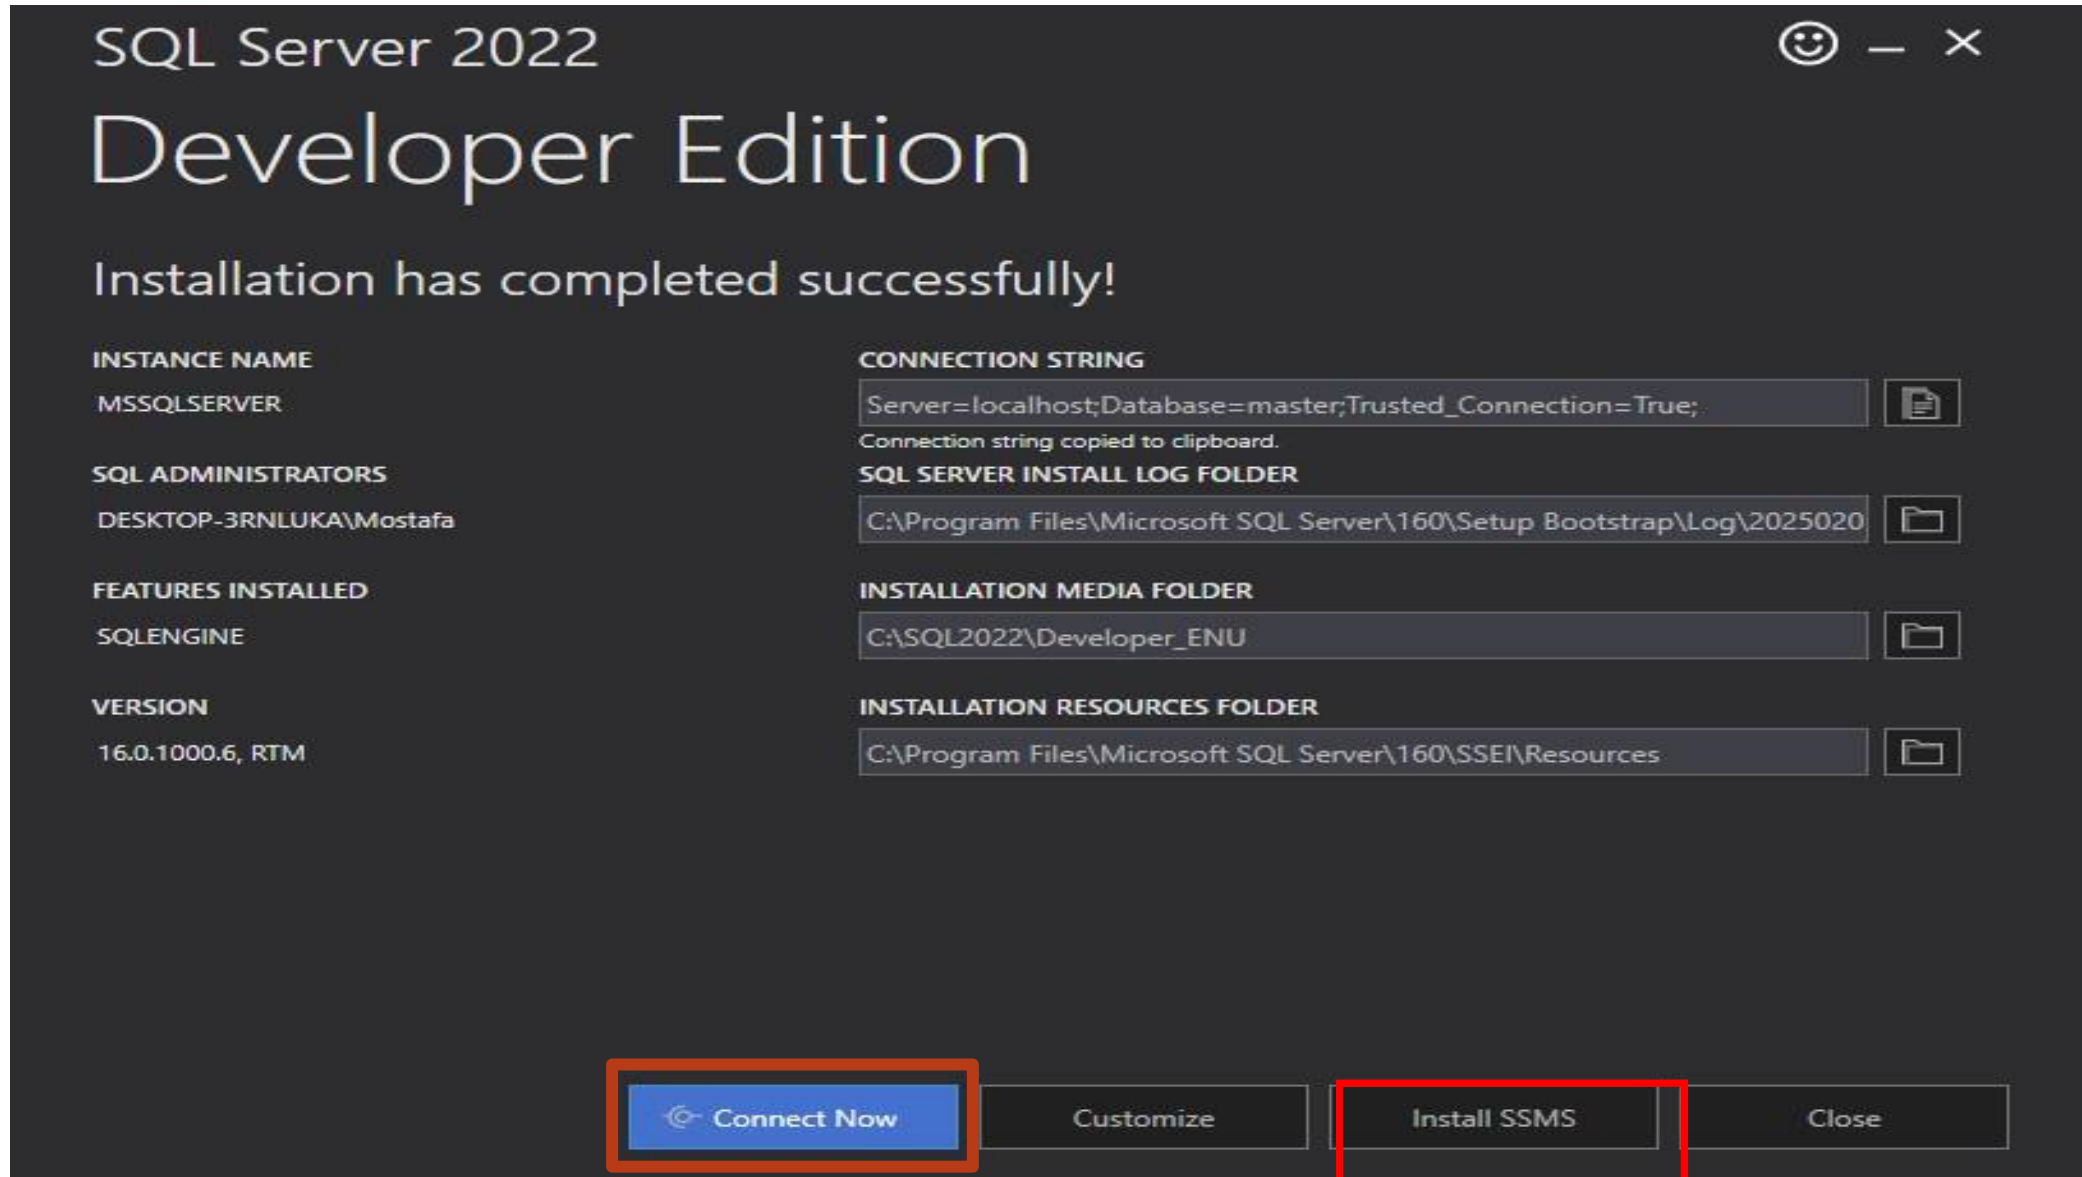 SQL Server 2022
Developer Edition
Installation has completed successfully!
INSTANCE NAME
MSSQLSERVER
CONNECTION STRING
Server=localhost;Database=master;Trusted_Connection=True;
Connection string copied to clipboard.
SQL ADMINISTRATORS
DESKTOP-3RNLUKA\Mostafa
SQL SERVER INSTALL LOG FOLDER
C:\Program Files\Microsoft SQL Server\160\Setup Bootstrap\Log\2025020
FEATURES INSTALLED
SQLENGINE
INSTALLATION MEDIA FOLDER
C:\SQL2022\Developer_ENU
VERSION
16.0.1000.6, RTM
INSTALLATION RESOURCES FOLDER
C:\Program Files\Microsoft SQL Server\160\SSEI\Resources
Connect Now
Customize
Install SSMS
Close